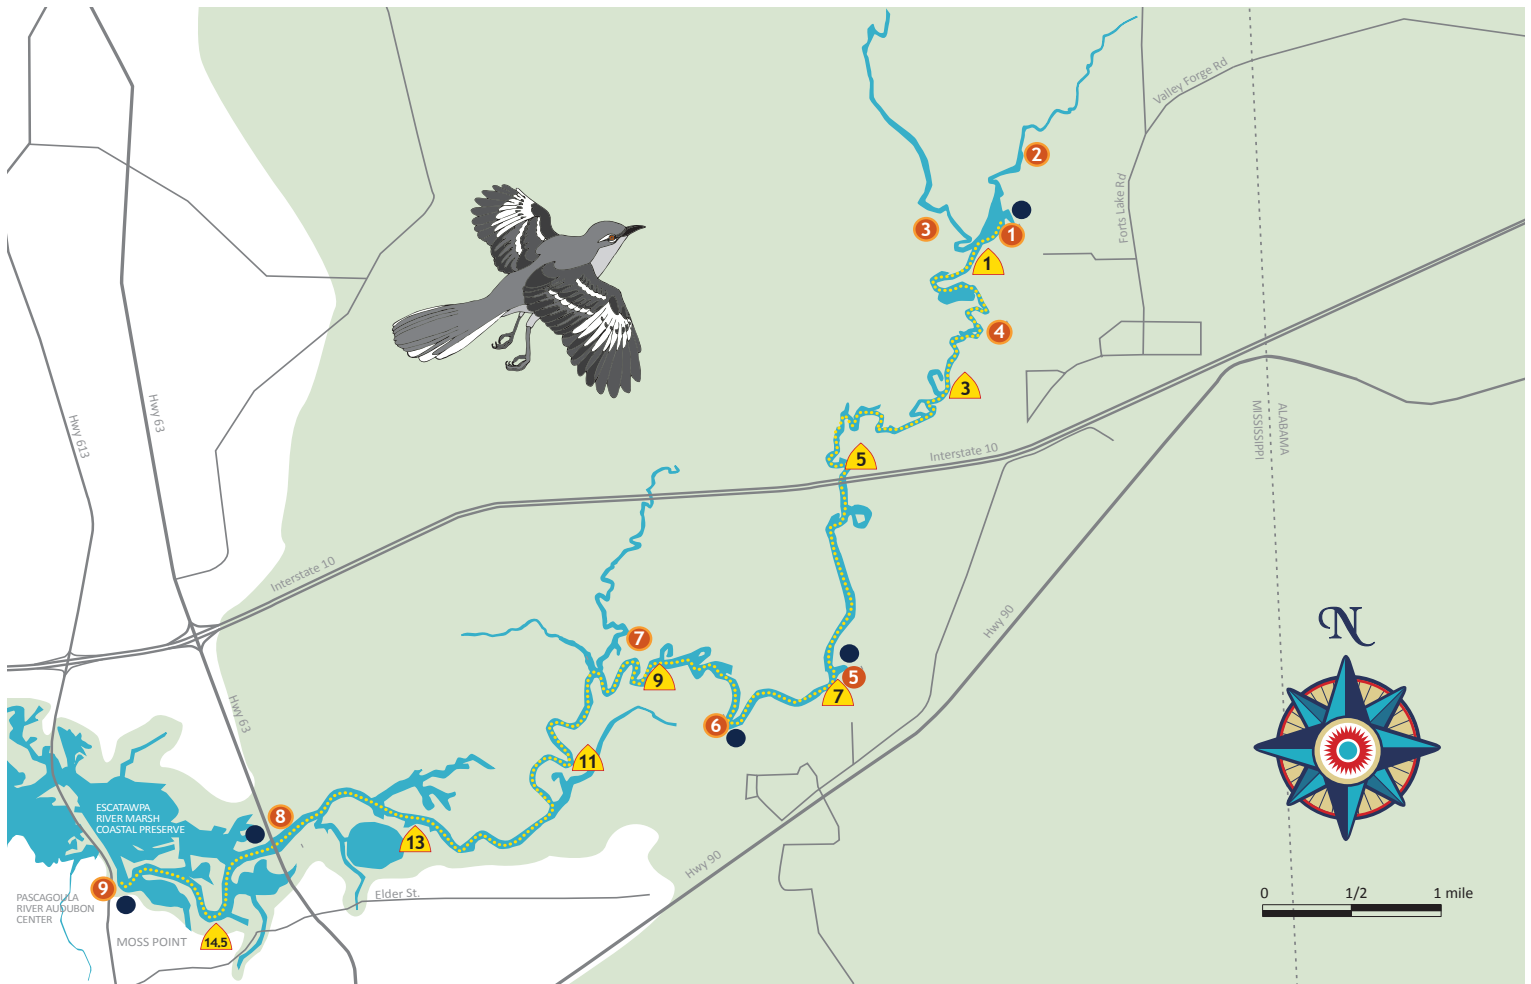 Valley Forge Rd
2
Forts Lake Rd
3
1
1
4
3
Hwy 63
Hwy 613
ALABAMA
MISSISSIPPI
5
Interstate 10
Interstate 10
N
Hwy 90
7
9
5
7
Hwy 63
6
11
ESCATAWPA
RIVER MARSH
COASTAL PRESERVE
8
13
Hwy 90
9
Elder St.
0 1/2 1 mile
PASCAGOULA
RIVER AUDUBON
CENTER
MOSS POINT
14.5